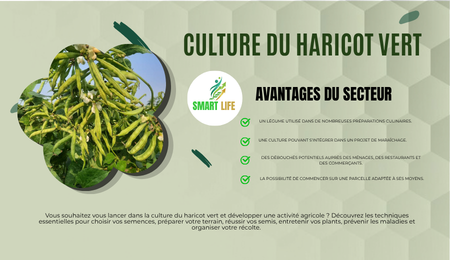 CULTURE DU HARICOT VERT
SMART LIFE
AVANTAGES DU SECTEUR
UN LÉGUME UTILISÉ DANS DE NOMBREUSES PRÉPARATIONS CULINAIRES.
UNE CULTURE POUVANT S'INTÉGRER DANS UN PROJET DE MARAÎCHAGE.
DES DÉBOUCHÉS POTENTIELS AUPRÈS DES MÉNAGES, DES RESTAURANTS ET
DES COMMERÇANTS.
LA POSSIBILITÉ DE COMMENCER SUR UNE PARCELLE ADAPTÉE À SES MOYENS.
Vous souhaitez vous lancer dans la culture du haricot vert et développer une activité agricole ? Découvrez les techniques
essentielles pour choisir vos semences, préparer votre terrain, réussir vos semis, entretenir vos plants, prévenir les maladies et
organiser votre récolte.